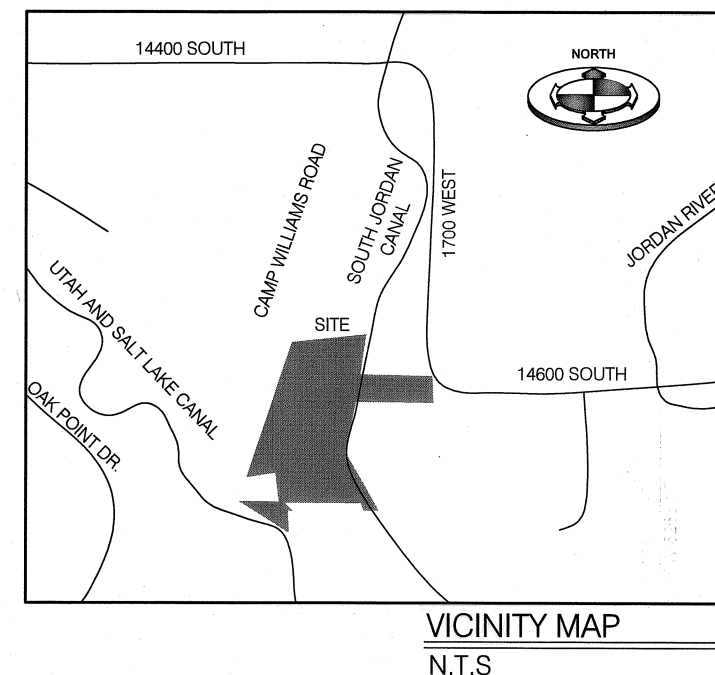 14400 SOUTH
NORTH
CAMP WILLIAMS ROAD
SOUTH JORDAN
CANAL
1700 WEST
JORDAN RIVER
UTAH AND SALT LAKE CANAL
SITE
14600 SOUTH
OAK POINT DR.
VICINITY MAP
N.T.S